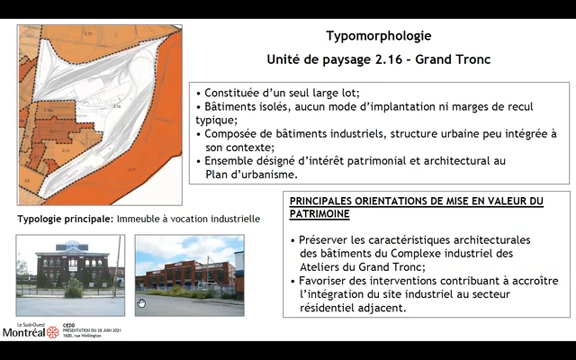 Typomorphologie
Unité de paysage 2.16 – Grand Tronc
• Constituée d'un seul large lot;
• Bâtiments isolés, aucun mode d'implantation ni marges de recul
typique;
• Composée de bâtiments industriels, structure urbaine peu intégrée à
son contexte;
• Ensemble désigné d'intérêt patrimonial et architectural au
Plan d'urbanisme.
Typologie principale: Immeuble à vocation industrielle
PRINCIPALES ORIENTATIONS DE MISE EN VALEUR DU
PATRIMOINE
• Préserver les caractéristiques architecturales
des bâtiments du Complexe industriel des
Ateliers du Grand Tronc;
• Favoriser des interventions contribuant à accroître
l'intégration du site industriel au secteur
résidentiel adjacent.
Le Sud-Ouest
Montréal
PRÉSENTATION DU 28 JUIN 2021
1600, rue Wellington